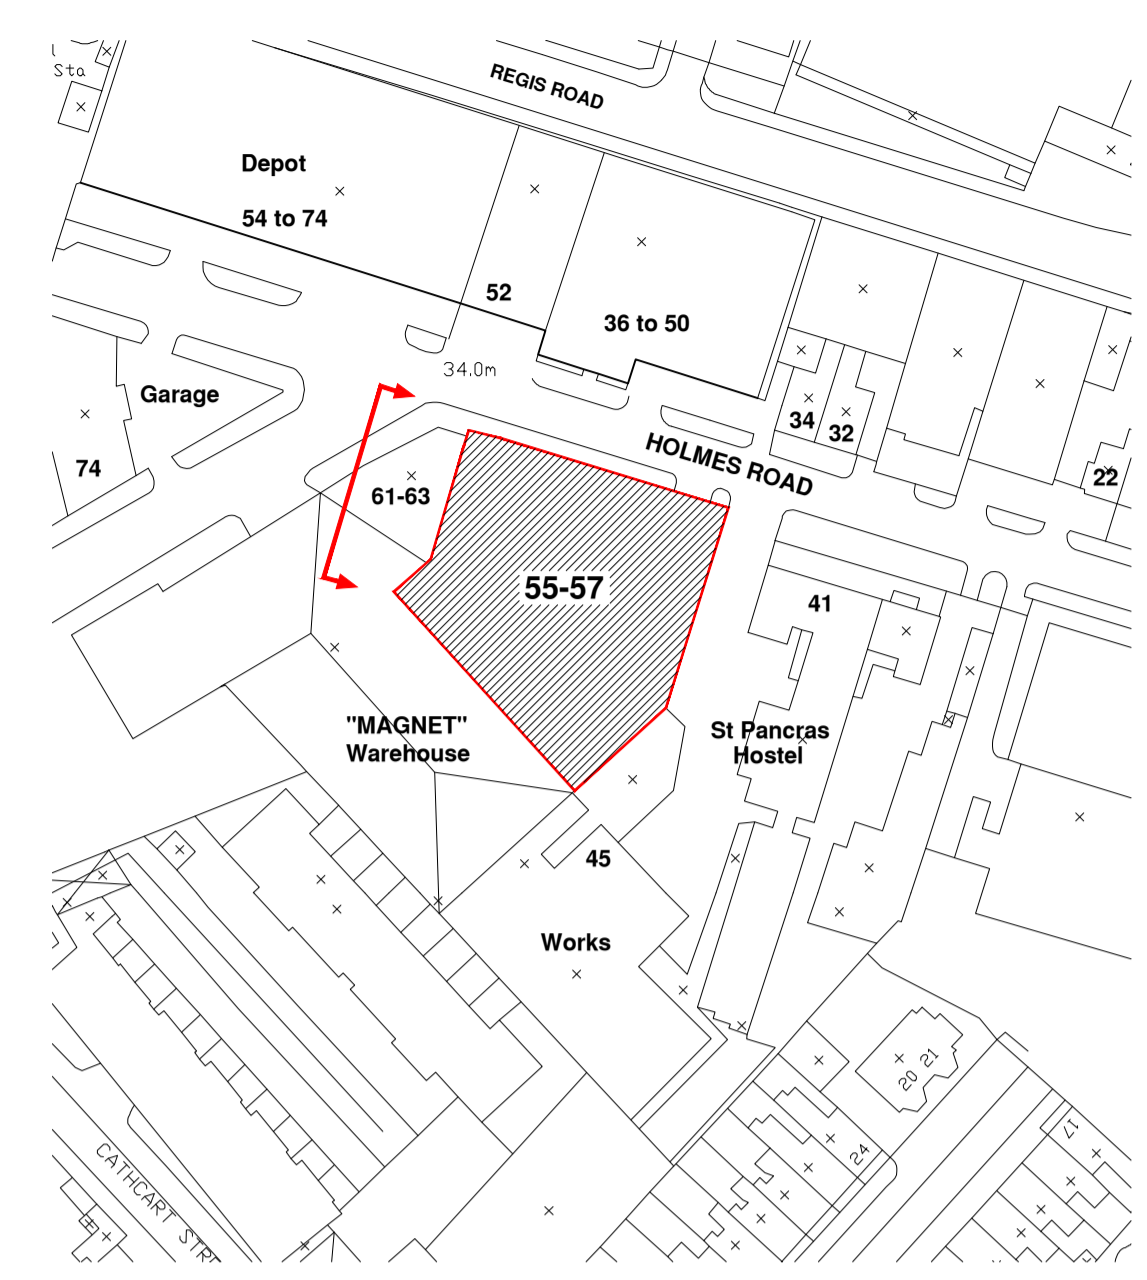 Sta
REGIS ROAD
Depot
54 to 74
52
36 to 50
34.0m
Garage
74
61-63
HOLMES ROAD
34
32
22
55-57
41
"MAGNET"
Warehouse
St Pancras
Hostel
45
Works
20 21
24
17
CATHCART